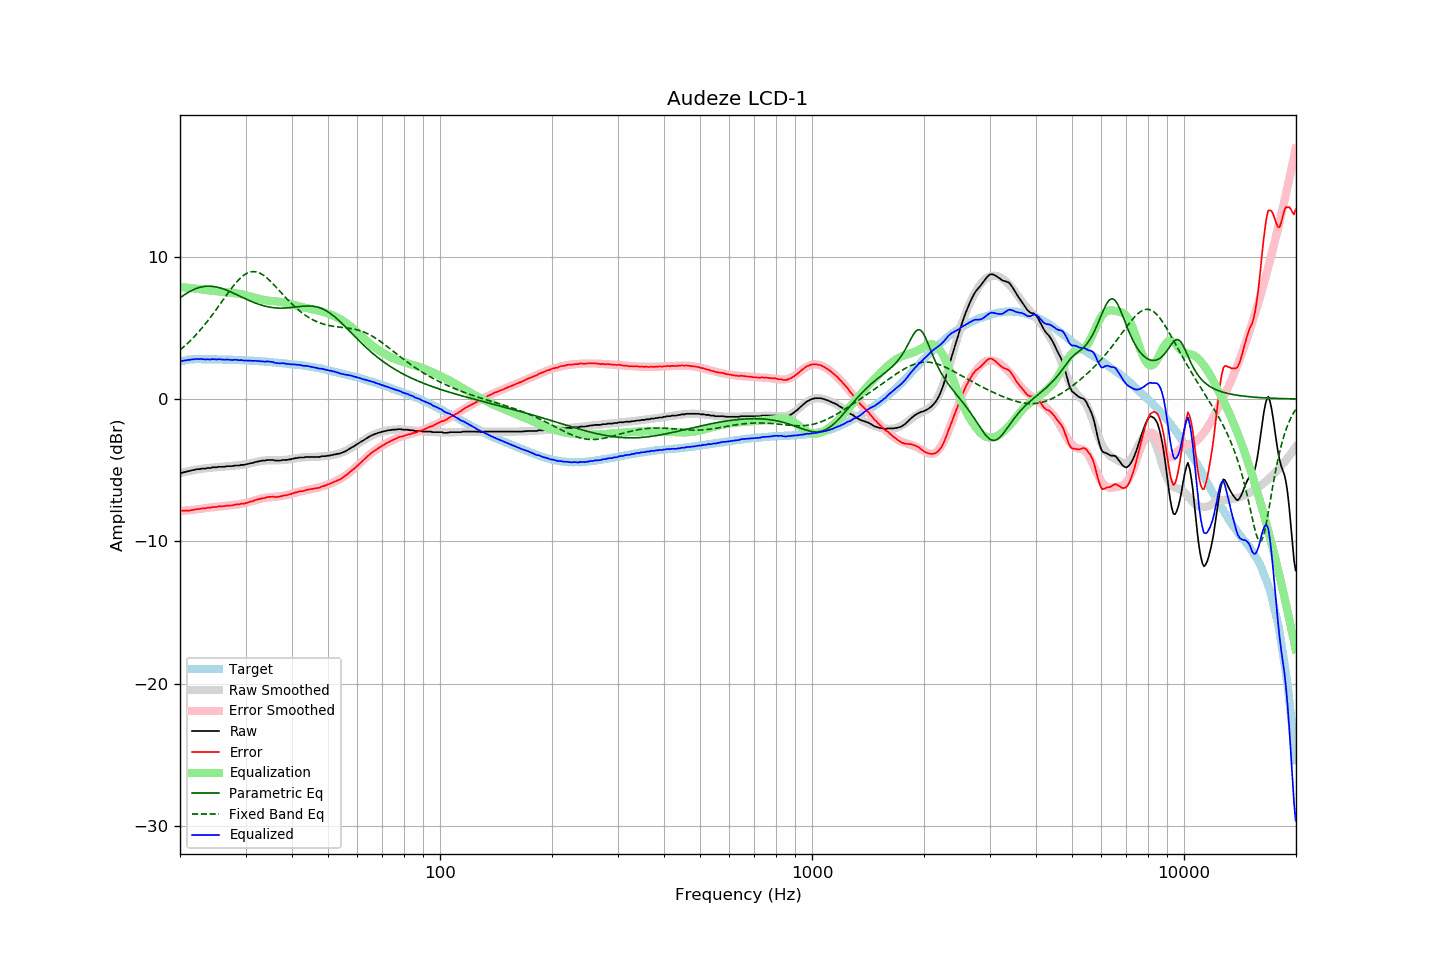 Audeze LCD-1
Amplitude (dBr)
10
0
−10
−20
−30
Target
Raw Smoothed
Error Smoothed
Raw
Error
Equalization
Parametric Eq
Fixed Band Eq
Equalized
100
1000
10000
Frequency (Hz)